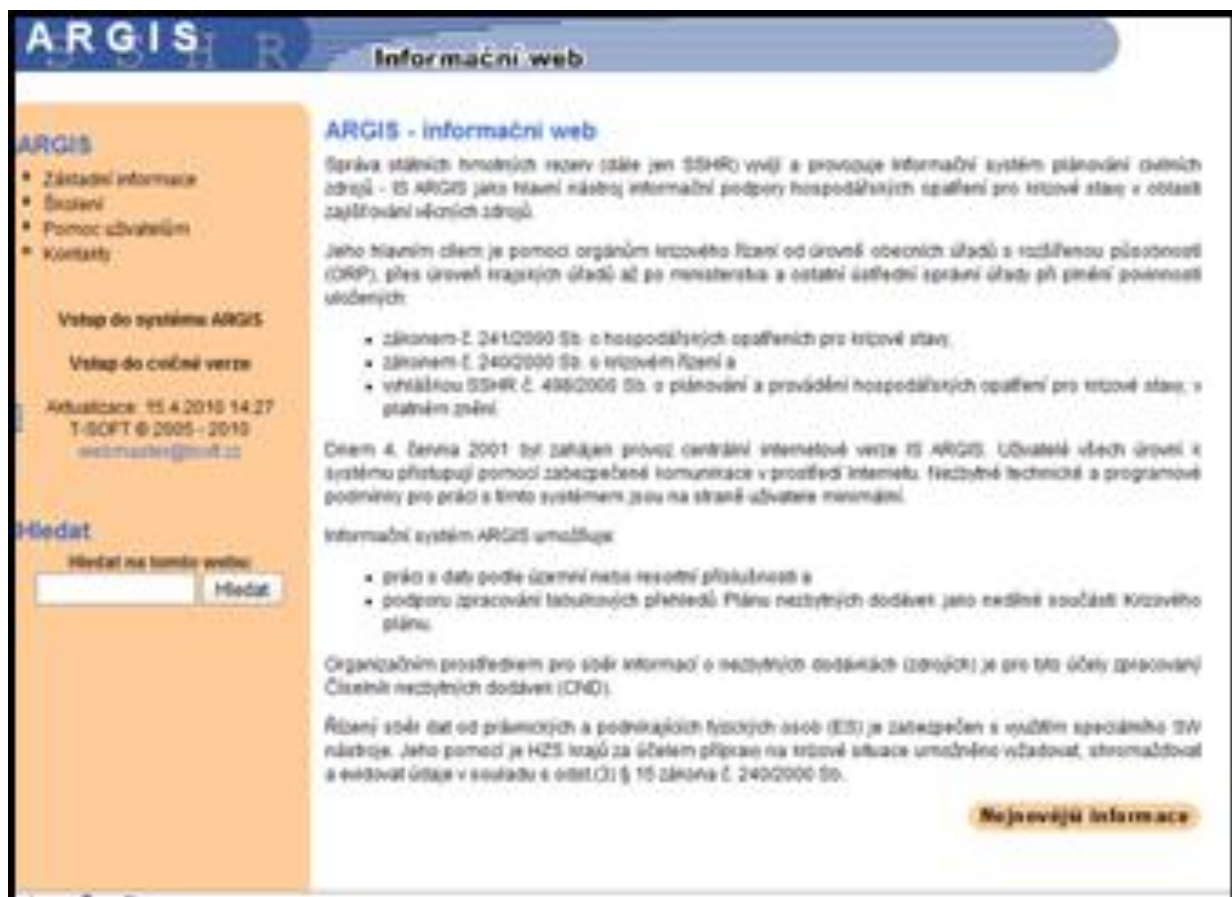 ARGIS
SSHR
Informační web
ARGIS
Základní informace
Školení
Pomoc uživatelům
Kontakty
Vstup do systému ARGIS
Vstup do cvičné verze
Aktualizace: 15.4.2010 14:27
T-SOFT © 2005 - 2010
webmaster@tsoft.cz
Hledat
Hledat na tomto webu:
Hledat
ARGIS - informační web
Správa státních hmotných rezerv (dále jen SSHR) vyvíjí a provozuje Informační systém plánování civilních
zdrojů - IS ARGIS jako hlavní nástroj informační podpory hospodářských opatření pro krizové stavy v oblasti
zajišťování věcných zdrojů.
Jeho hlavním cílem je pomoci orgánům krizového řízení od úrovně obecních úřadů s rozšířenou působností
(ORP), přes úroveň krajských úřadů až po ministerstva a ostatní ústřední správní úřady při plnění povinností
uložených:
• zákonem č. 241/2000 Sb. o hospodářských opatřeních pro krizové stavy,
• zákonem č. 240/2000 Sb. o krizovém řízení a
• vyhláškou SSHR č. 498/2000 Sb. o plánování a provádění hospodářských opatření pro krizové stavy, v
platném znění.
Dnem 4. června 2001 byl zahájen provoz centrální internetové verze IS ARGIS. Uživatelé všech úrovní k
systému přistupují pomocí zabezpečené komunikace v prostředí Internetu. Nezbytné technické a programové
podmínky pro práci s tímto systémem jsou na straně uživatele minimální.
Informační systém ARGIS umožňuje:
• práci s daty podle územní nebo resortní příslušnosti a
• podporu zpracování tabulkových přehledů Plánu nezbytných dodávek jako nedílné součásti Krizového
plánu.
Organizačním prostředkem pro sběr informací o nezbytných dodávkách (zdrojích) je pro tyto účely zpracovaný
Číselník nezbytných dodávek (CND).
Řízený sběr dat od právnických a podnikajících fyzických osob (ES) je zabezpečen s využitím speciálního SW
nástroje. Jeho pomocí je HZS krajů za účelem přípravy na krizové situace umožněno vyžadovat, shromažďovat
a evidovat údaje v souladu s odst.(3) § 15 zákona č. 240/2000 Sb.
Nejnovější informace